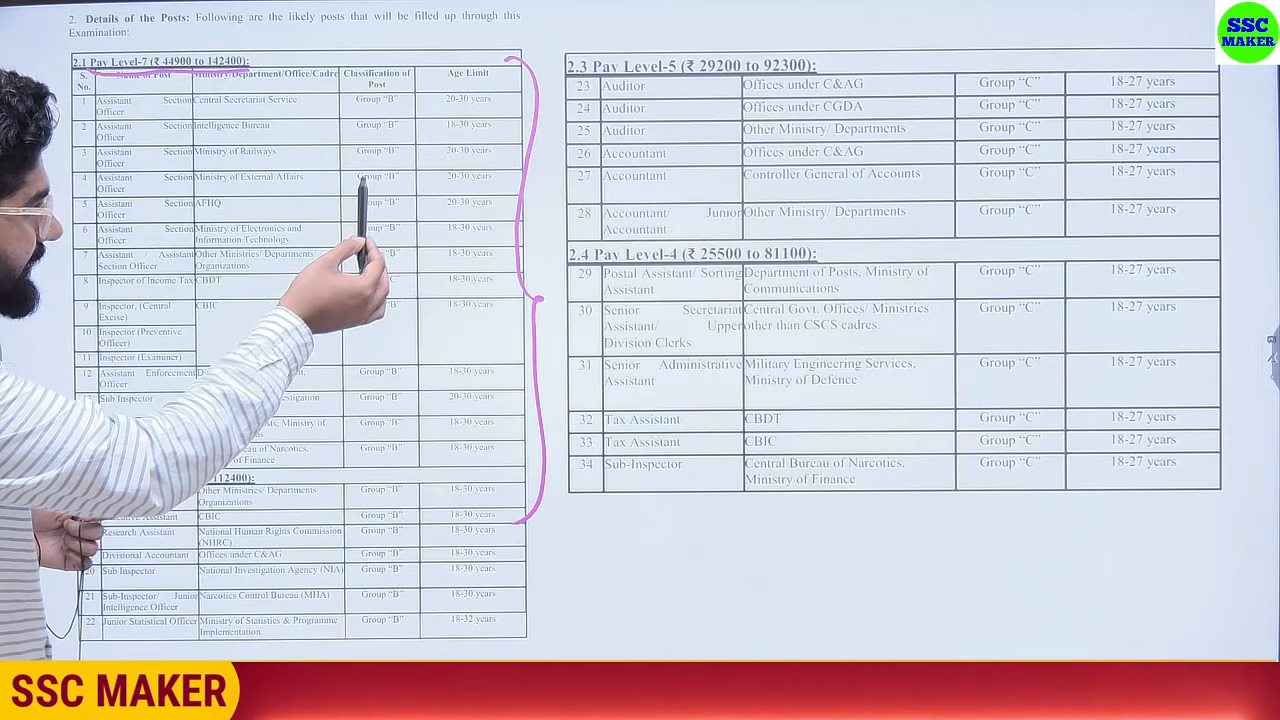 2. Details of the Posts: Following are the likely posts that will be filled up through this
Examination:
2.1 Pay Level-7 (₹ 44900 to 142400):
S. Ministry/Department/Office/Cadre Classification of Age Limit
No. Post
1 Assistant Section Central Secretariat Service Group "B" 20-30 years
Officer
2 Assistant Section Intelligence Bureau Group "B" 18-30 years
Officer
3 Assistant Section Ministry of Railways Group "B" 20-30 years
Officer
4 Assistant Section Ministry of External Affairs Group "B" 20-30 years
Officer
5 Assistant Section AFHQ
Officer
6 Assistant Section Ministry of Electronics and 18-30 years
Officer Information Technology
7 Assistant / Assistant Other Ministries/ Departments/ 18-30 years
Section Officer Organizations
8 Inspector of Income Tax CBDT 18-30 years
9 Inspector, (Central CBIC 18-30 years
Excise)
10 Inspector (Preventive
Officer)
11 Inspector (Examiner)
12 Assistant Enforcement Group "B" 18-30 years
Officer
Sub Inspector Group "B" 20-30 years
Ministry of Group "B" 18-30 years
Bureau of Narcotics, Group "B" 18-30 years
of Finance
112400):
Other Ministries/ Departments/ Group "B" 18-30 years
Organizations
Assistant CBIC Group "B" 18-30 years
Research Assistant National Human Rights Commission Group "B" 18-30 years
(NHRC)
Divisional Accountant Offices under C&AG Group "B" 18-30 years
20 Sub Inspector National Investigation Agency (NIA) Group "B" 18-30 years
21 Sub-Inspector/ Junior Narcotics Control Bureau (MHA) Group "B" 18-30 years
Intelligence Officer
22 Junior Statistical Officer Ministry of Statistics & Programme Group "B" 18-32 years
Implementation.
2.3 Pay Level-5 (₹ 29200 to 92300):
23 Auditor Offices under C&AG Group "C" 18-27 years
24 Auditor Offices under CGDA Group "C" 18-27 years
25 Auditor Other Ministry/ Departments Group "C" 18-27 years
26 Accountant Offices under C&AG Group "C" 18-27 years
27 Accountant Controller General of Accounts Group "C" 18-27 years
28 Accountant/ Junior Other Ministry/ Departments Group "C" 18-27 years
Accountant
2.4 Pay Level-4 (₹ 25500 to 81100):
29 Postal Assistant/ Sorting Department of Posts, Ministry of Group "C" 18-27 years
Assistant Communications
30 Senior Secretariat Central Govt. Offices/ Ministries Group "C" 18-27 years
Assistant/ Upper other than CSCS cadres.
Division Clerks
31 Senior Administrative Military Engineering Services, Group "C" 18-27 years
Assistant Ministry of Defence
32 Tax Assistant CBDT Group "C" 18-27 years
33 Tax Assistant CBIC Group "C" 18-27 years
34 Sub-Inspector Central Bureau of Narcotics, Group "C" 18-27 years
Ministry of Finance
SSC
MAKER
SSC MAKER